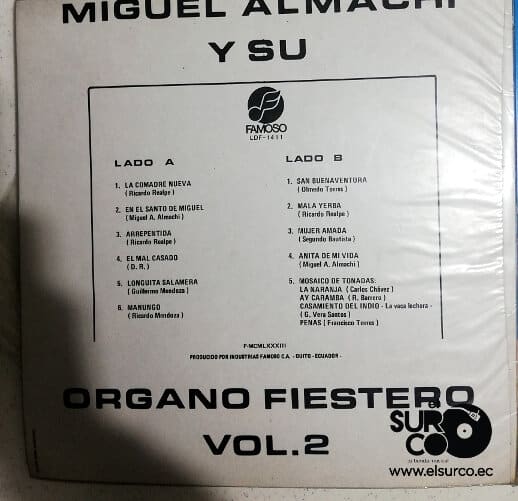 MIGUEL ALMACHI
Y SU
FAMOSO
LDF-1411
LADO A
1. LA COMADRE NUEVA
( Ricardo Realpe )
2. EN EL SANTO DE MIGUEL
( Miguel A. Almachi )
3. ARREPENTIDA
( Ricardo Realpe )
4. EL MAL CASADO
( D. R. )
5. LONGUITA SALAMERA
( Guillermo Mendoza )
6. MANUNGO
( Ricardo Mendoza )
LADO B
1. SAN BUENAVENTURA
( Olmedo Torres )
2. MALA YERBA
( Ricardo Realpe )
3. MUJER AMADA
( Segundo Bautista )
4. ANITA DE MI VIDA
( Miguel A. Almachi )
5. MOSAICO DE TONADAS:
LA NARANJA ( Carlos Chávez )
AY CARAMBA ( R. Barrero )
CASAMIENTO DEL INDIO - La vaca lechera -
( G. Vera Santos )
PENAS ( Francisco Torres )
F-MCMLXXXIII
PRODUCIDO POR INDUSTRIAS FAMOSO C.A. - QUITO - ECUADOR -
ORGANO FIESTERO
VOL.2
el
SUR
CO
www.elsurco.ec